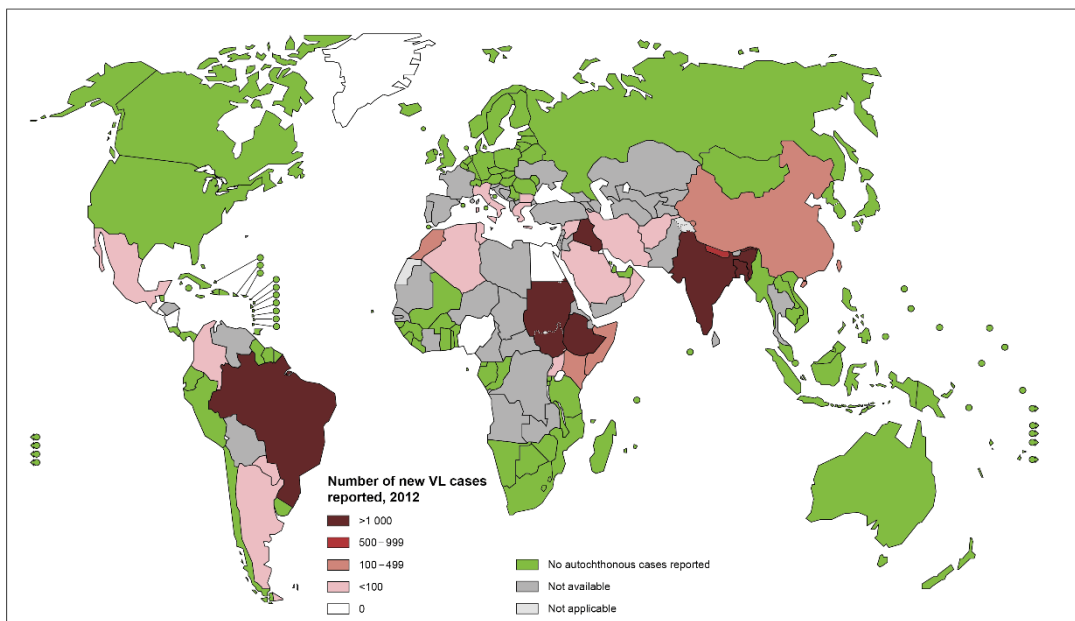 Number of new VL cases
reported, 2012
>1 000
500–999
100–499
<100
0
No autochthonous cases reported
Not available
Not applicable